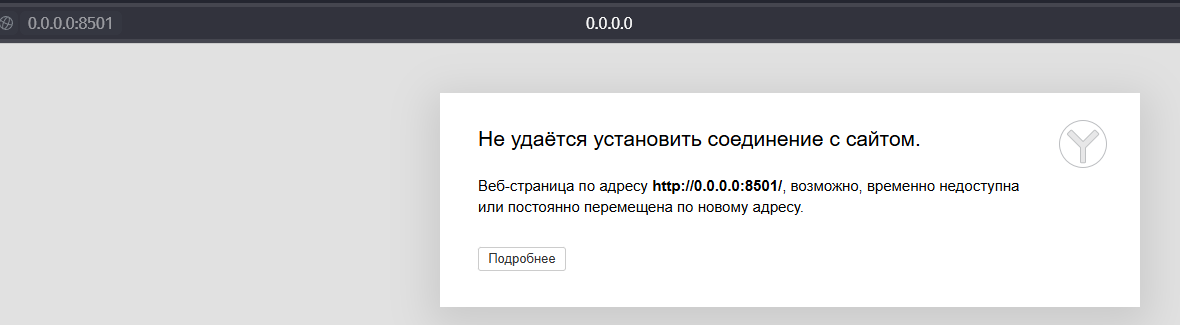 0.0.0.0:8501
0.0.0.0
Не удаётся установить соединение с сайтом.
Веб-страница по адресу http://0.0.0.0:8501/, возможно, временно недоступна
или постоянно перемещена по новому адресу.
Подробнее